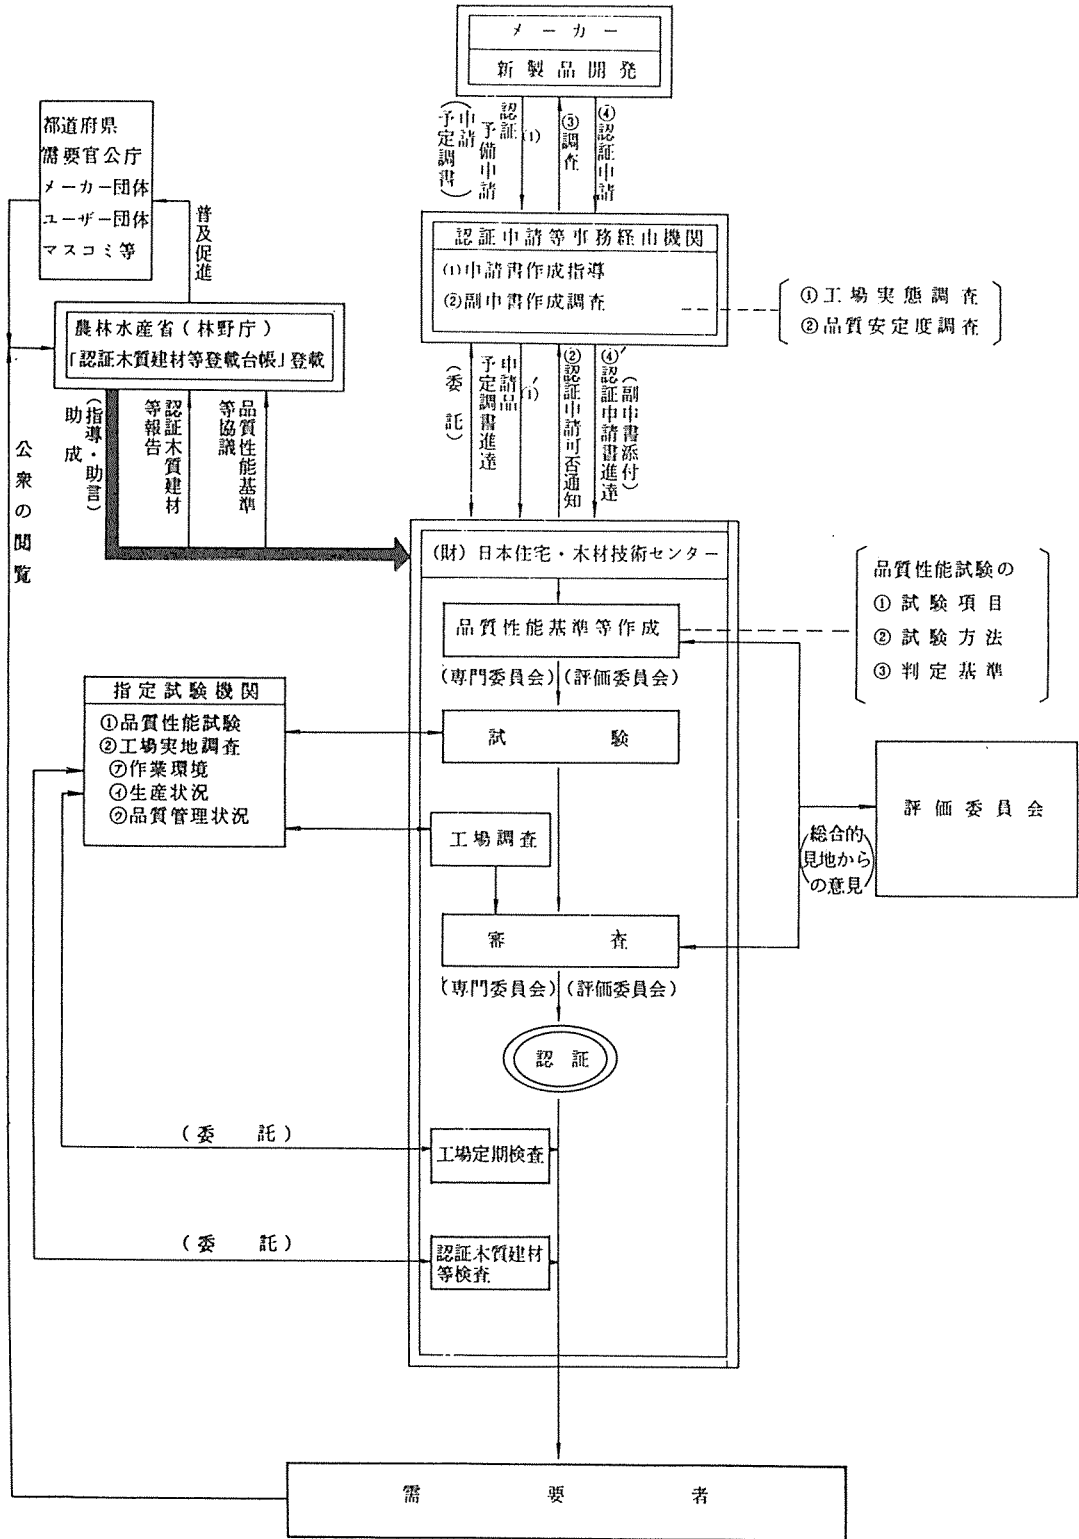 メーカー
新製品開発
認証
予備申請
(申請
予定調書)
(1)
③調査
④認証申請
都道府県
需要官公庁
メーカー団体
ユーザー団体
マスコミ等
普及促進
認証申請等事務経由機関
(1)申請書作成指導
(2)副申書作成調査
①工場実態調査
②品質安定度調査
農林水産省(林野庁)
「認証木質建材等登載台帳」登載
(委託)
申請品
予定調書進達
(1)′
②認証申請可否通知
④′認証申請書進達
(副申書添付)
(指導・助言)
助成
認証木質建材
等報告
品質性能基準
等協議
公衆の閲覧
(財)日本住宅・木材技術センター
品質性能基準等作成
(専門委員会)(評価委員会)
品質性能試験の
①試験項目
②試験方法
③判定基準
指定試験機関
①品質性能試験
②工場実地調査
㋐作業環境
㋑生産状況
㋒品質管理状況
試験
工場調査
評価委員会
(総合的
見地から
の意見)
審査
(専門委員会)(評価委員会)
認証
(委託)
工場定期検査
(委託)
認証木質建材
等検査
需要者